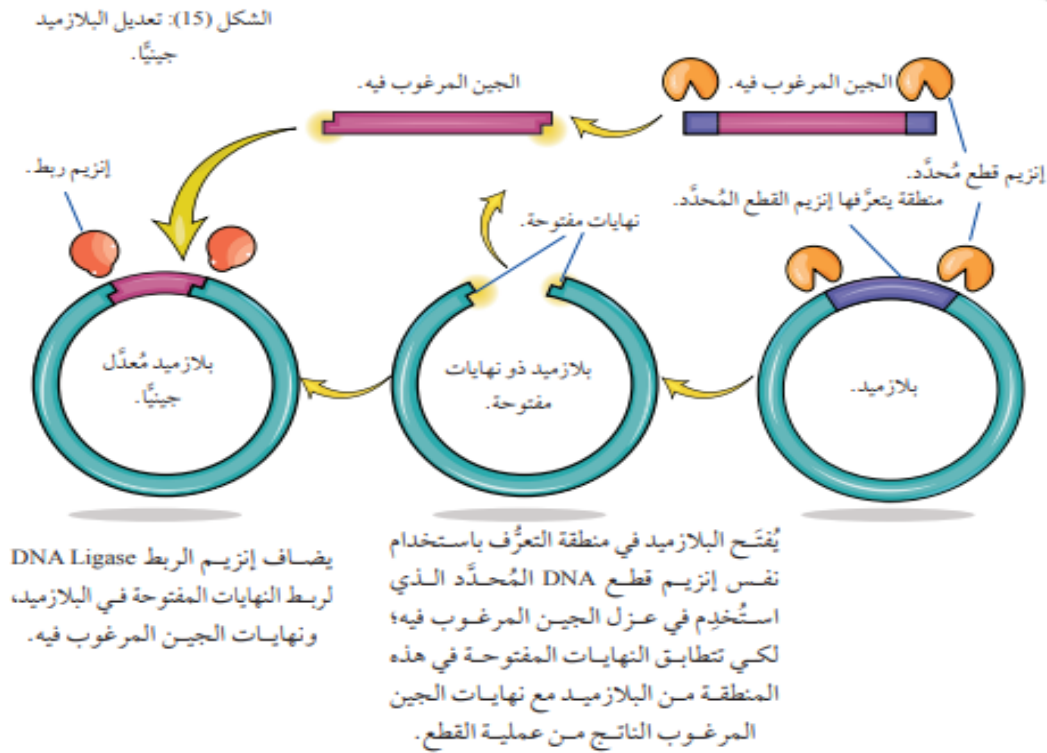 الشكل (15): تعديل البلازميد
جينيًّا.
الجين المرغوب فيه.
الجين المرغوب فيه.
إنزيم قطع مُحدَّد.
منطقة يتعرَّفها إنزيم القطع المُحدَّد.
نهايات مفتوحة.
إنزيم ربط.
بلازميد.
بلازميد ذو نهايات
مفتوحة.
بلازميد مُعدَّل
جينيًّا.
يُفتَح البلازميد في منطقة التعرُّف باستخدام
نفس إنزيم قطع DNA المُحدَّد الذي
استُخدِم في عزل الجين المرغوب فيه؛
لكي تتطابق النهايات المفتوحة في هذه
المنطقة من البلازميد مع نهايات الجين
المرغوب الناتج من عملية القطع.
يضاف إنزيم الربط DNA Ligase
لربط النهايات المفتوحة في البلازميد،
ونهايات الجين المرغوب فيه.